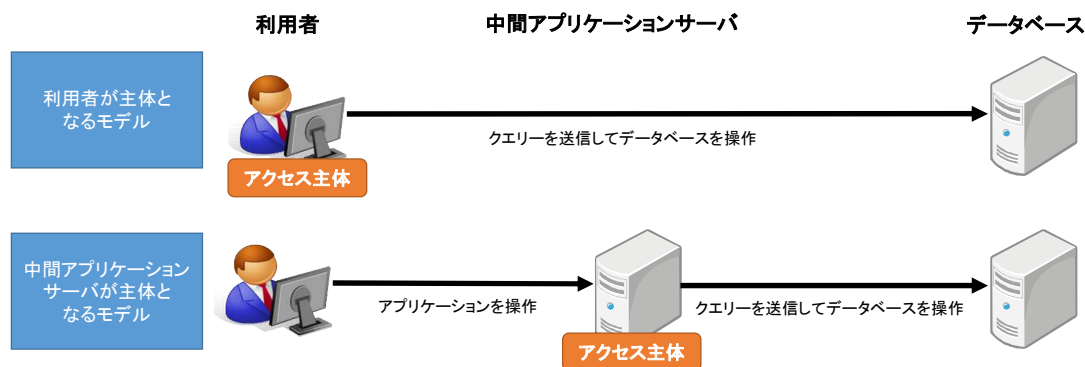 利用者
中間アプリケーションサーバ
データベース
利用者が主体と
なるモデル
クエリーを送信してデータベースを操作
アクセス主体
中間アプリケーション
サーバが主体と
なるモデル
アプリケーションを操作
クエリーを送信してデータベースを操作
アクセス主体